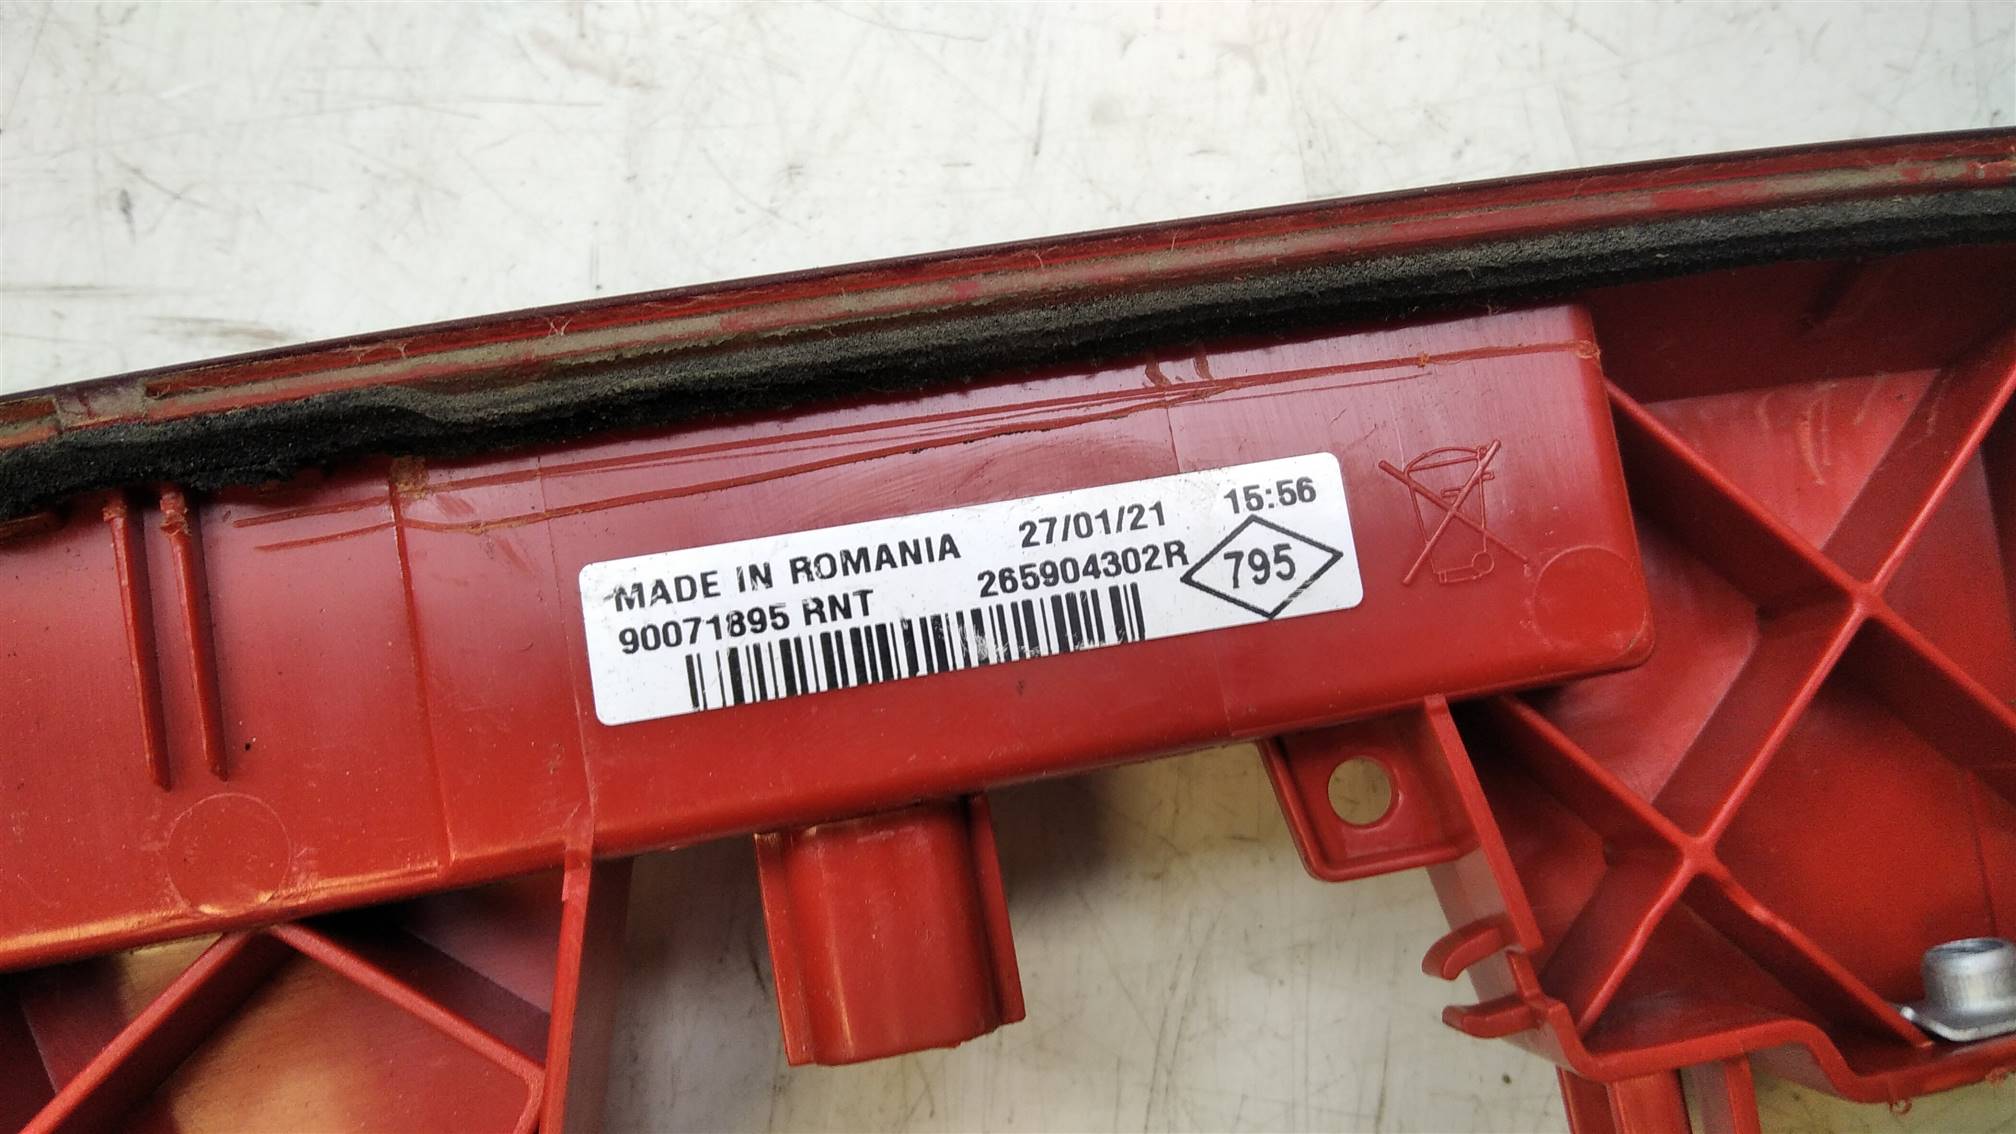 MADE IN ROMANIA 27/01/21 15:56
90071895 RNT 265904302R 795